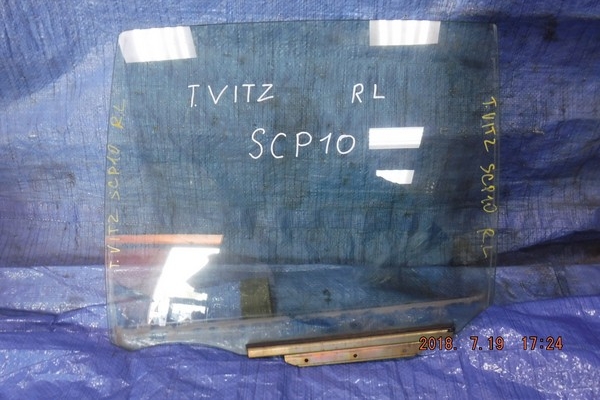 T.VITZ RL
SCP10
T.VITZ SCP10 RL
T.VITZ SCP10 RL
2018. 7.19 17:24